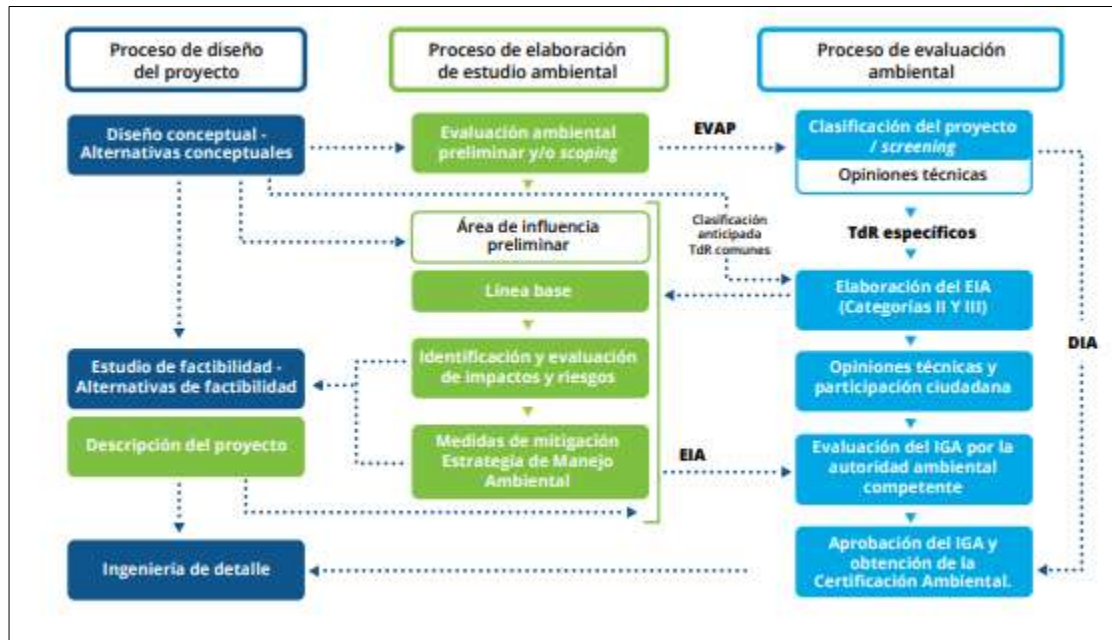 Proceso de diseño
del proyecto
Proceso de elaboración
de estudio ambiental
Proceso de evaluación
ambiental
Diseño conceptual -
Alternativas conceptuales
Evaluación ambiental
preliminar y/o scoping
EVAP
Clasificación del proyecto
/ screening
Opiniones técnicas
Área de influencia
preliminar
Clasificación
anticipada
TdR comunes
TdR específicos
Línea base
Elaboración del EIA
(Categorías II Y III)
DIA
Estudio de factibilidad -
Alternativas de factibilidad
Identificación y evaluación
de impactos y riesgos
Opiniones técnicas y
participación ciudadana
Descripción del proyecto
Medidas de mitigación
Estrategía de Manejo
Ambiental
EIA
Evaluación del IGA por la
autoridad ambiental
competente
Ingeniería de detalle
Aprobación del IGA y
obtención de la
Certificación Ambiental.